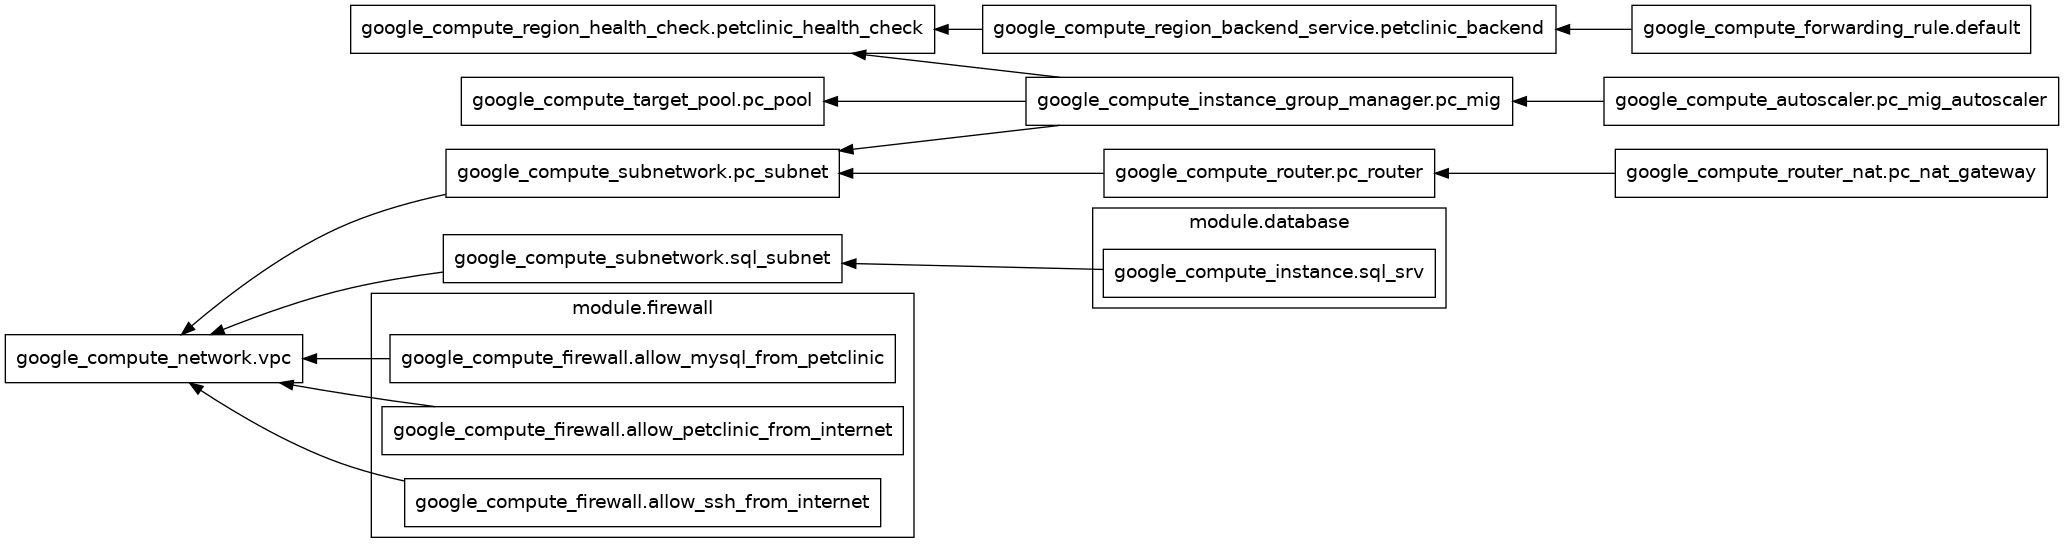 google_compute_region_health_check.petclinic_health_check
google_compute_region_backend_service.petclinic_backend
google_compute_forwarding_rule.default
google_compute_target_pool.pc_pool
google_compute_instance_group_manager.pc_mig
google_compute_autoscaler.pc_mig_autoscaler
google_compute_subnetwork.pc_subnet
google_compute_router.pc_router
google_compute_router_nat.pc_nat_gateway
module.database
google_compute_subnetwork.sql_subnet
google_compute_instance.sql_srv
module.firewall
google_compute_network.vpc
google_compute_firewall.allow_mysql_from_petclinic
google_compute_firewall.allow_petclinic_from_internet
google_compute_firewall.allow_ssh_from_internet